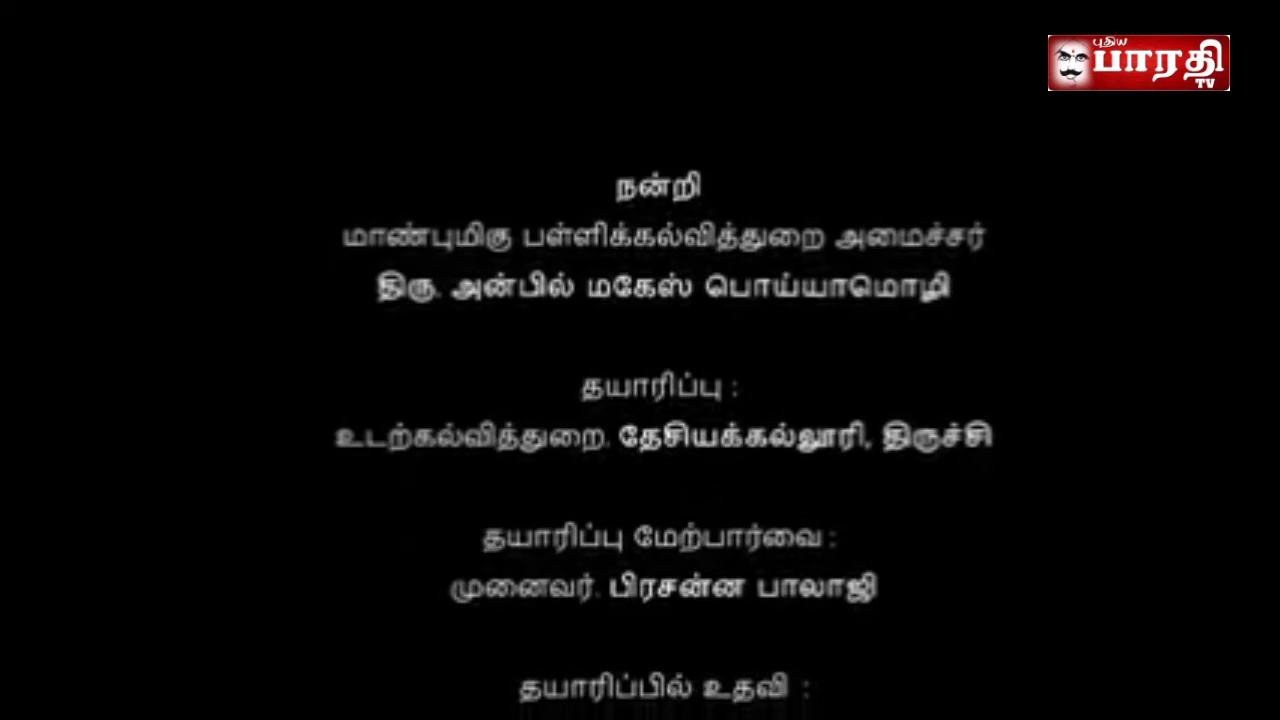 புதிய
பாரதி
TV
நன்றி
மாண்புமிகு பள்ளிக்கல்வித்துறை அமைச்சர்
திரு. அன்பில் மகேஸ் பொய்யாமொழி
தயாரிப்பு :
உடற்கல்வித்துறை, தேசியக்கல்லூரி, திருச்சி
தயாரிப்பு மேற்பார்வை :
முனைவர். பிரசன்ன பாலாஜி
தயாரிப்பில் உதவி :